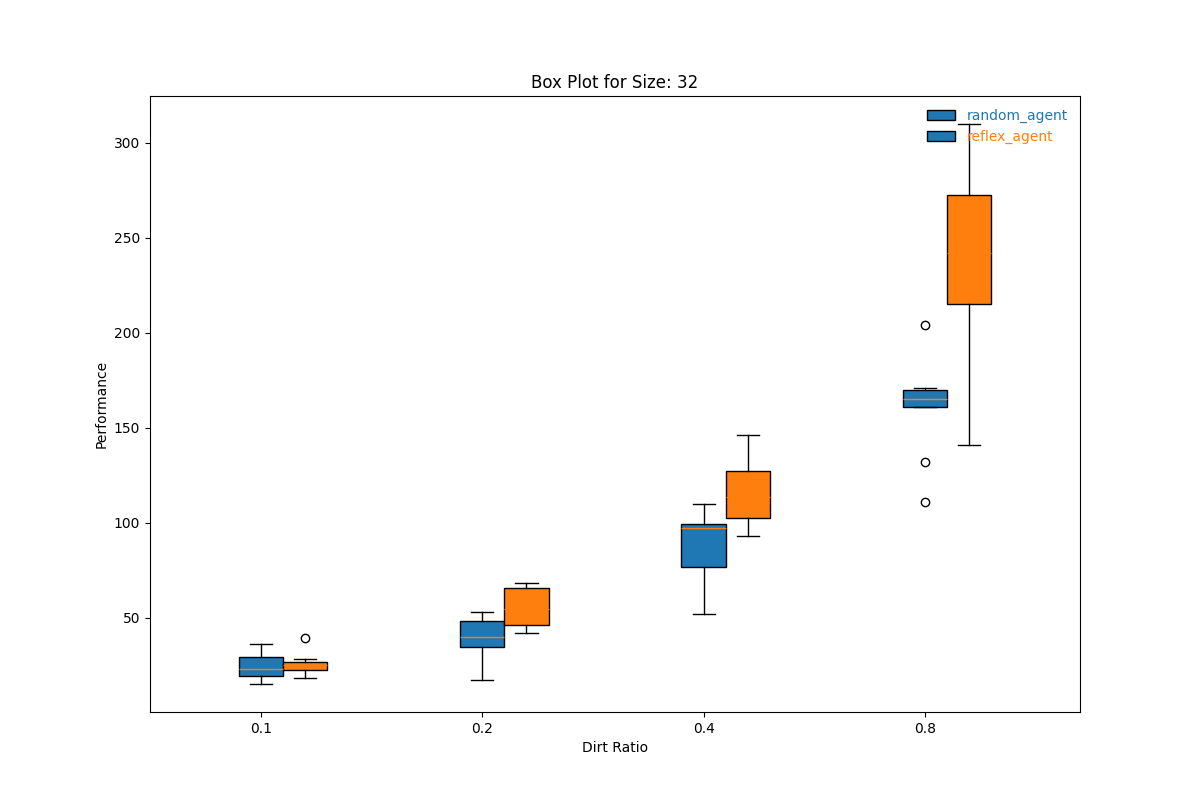 Box Plot for Size: 32
random_agent
reflex_agent
300
250
200
150
100
50
Performance
0.1 0.2 0.4 0.8
Dirt Ratio